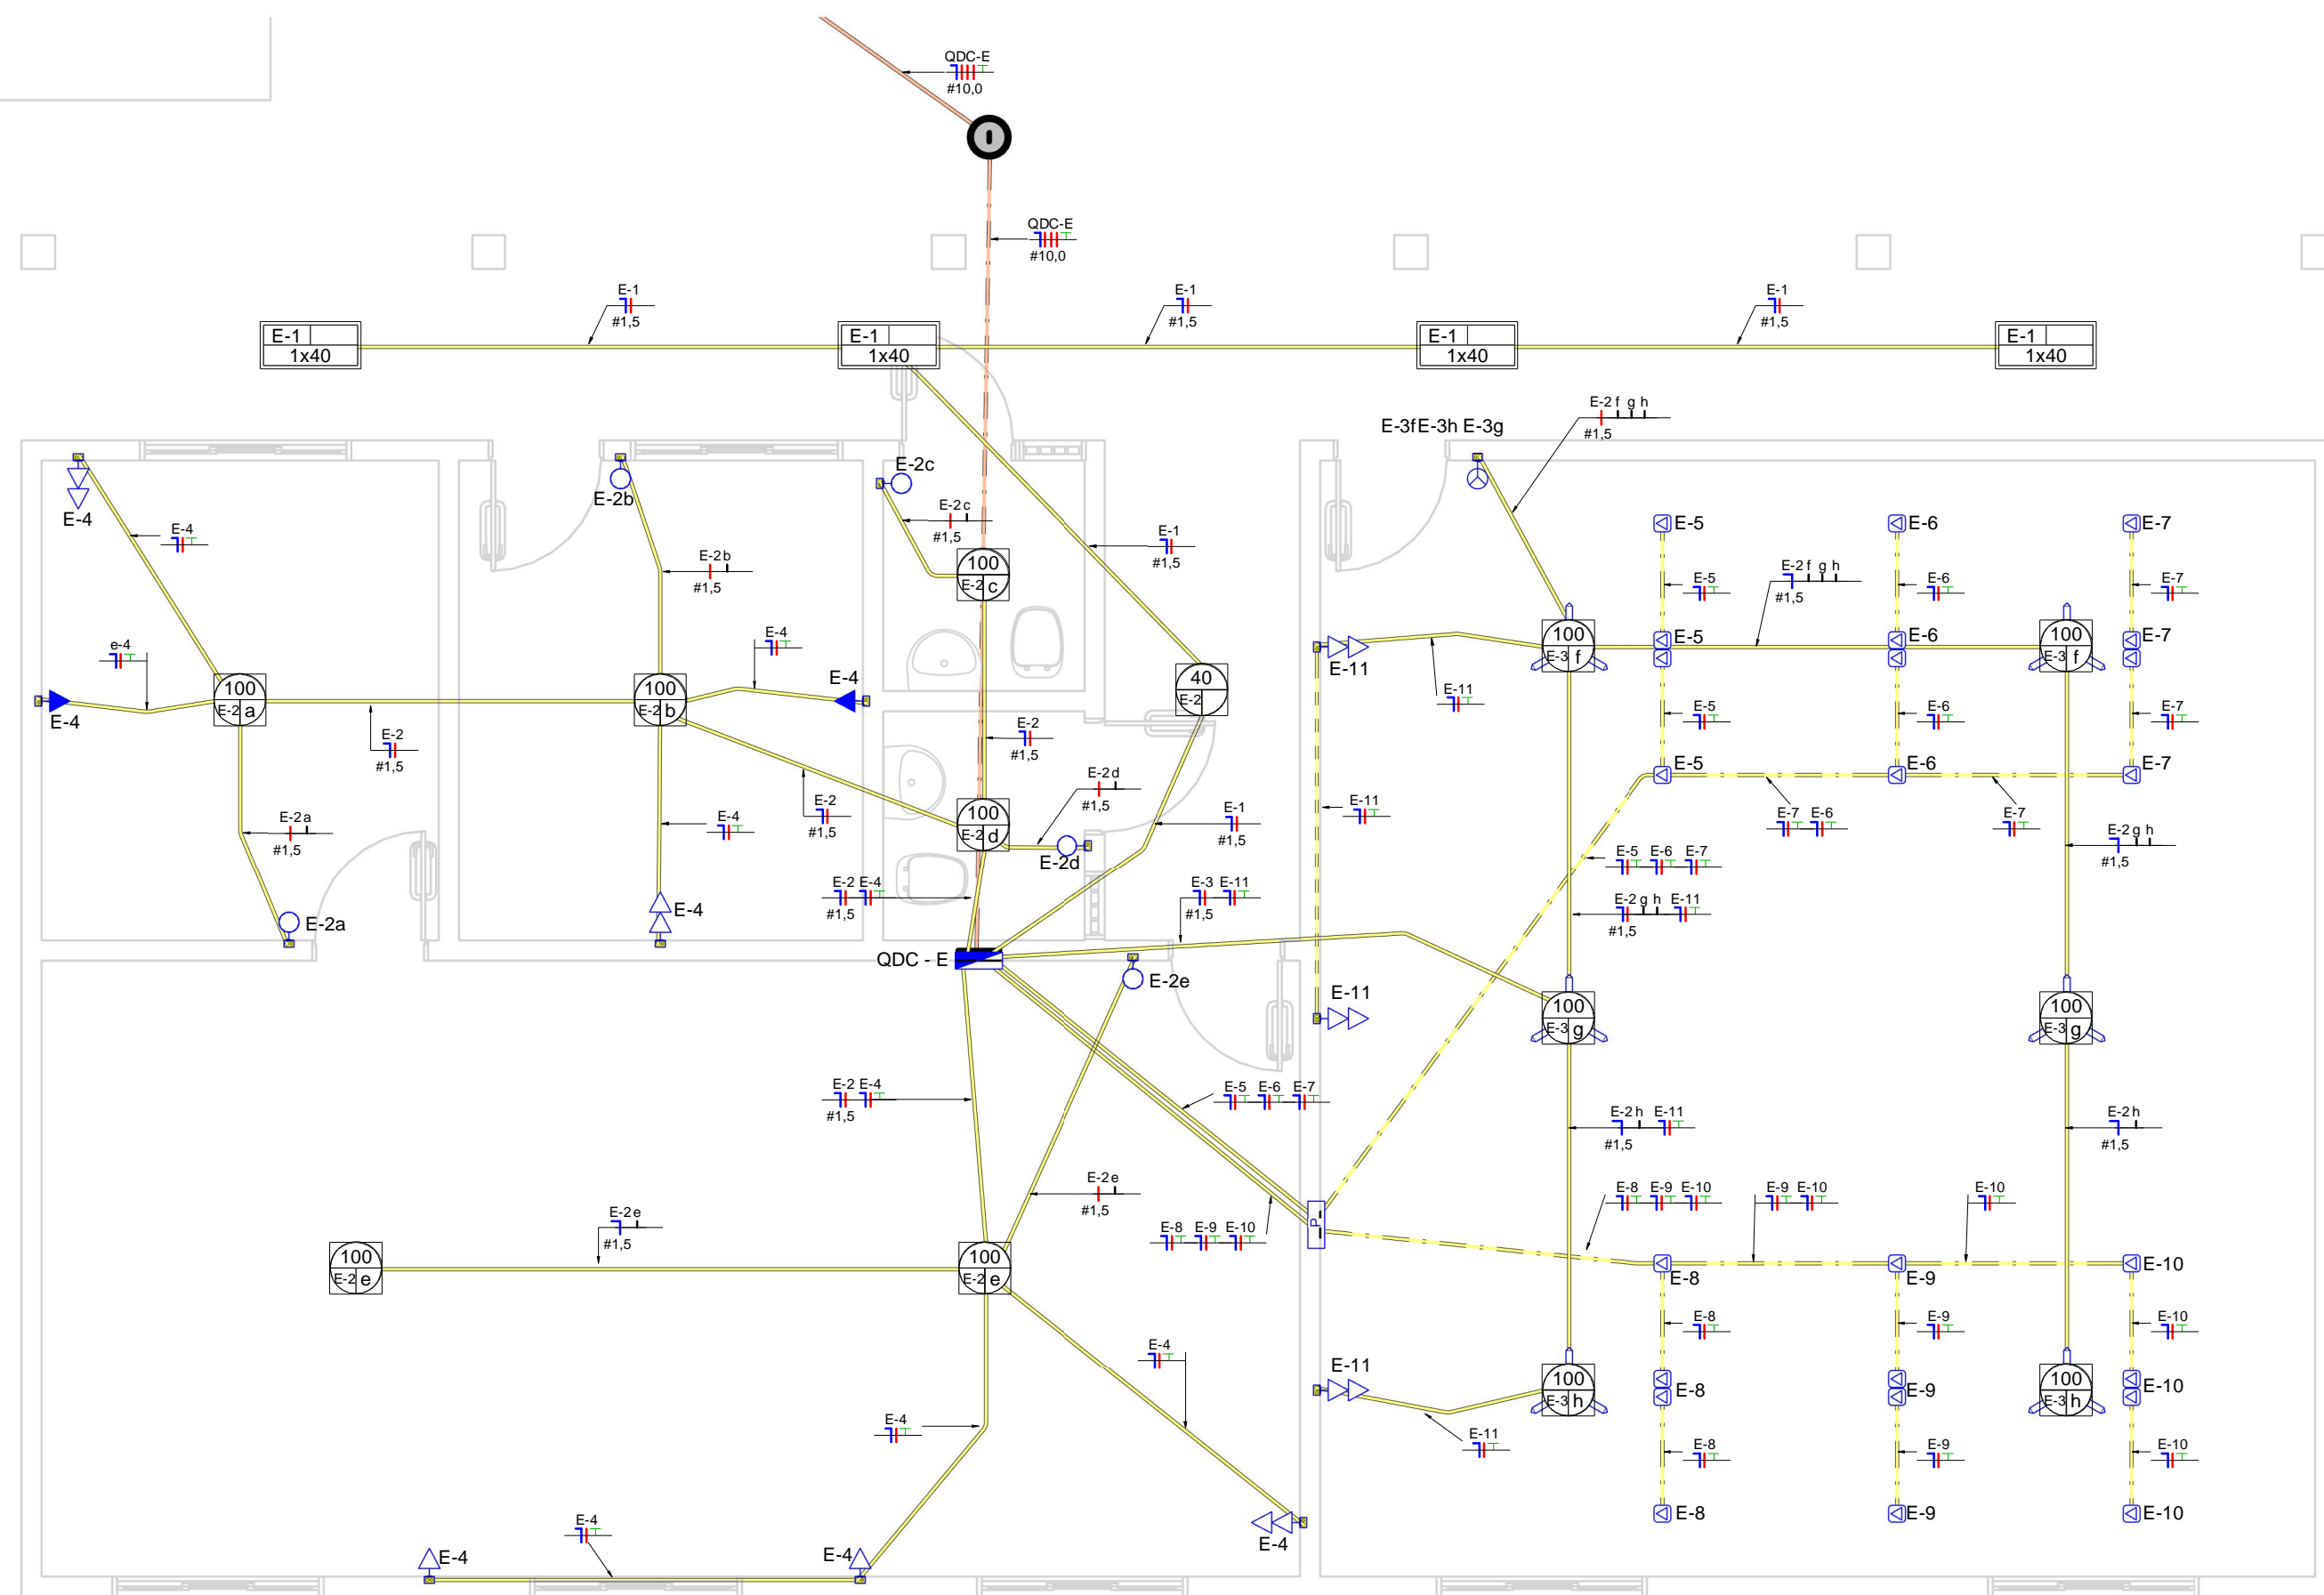 QDC-E
#10,0
QDC-E
#10,0
E-1
#1,5
E-1
#1,5
E-1
#1,5
E-1
1x40
E-1
1x40
E-1
1x40
E-1
1x40
E-2 f g h
#1,5
E-3fE-3h E-3g
E-2c
E-2b
E-4
E-4
E-2 c
#1,5
E-1
#1,5
E-5
E-6
E-7
E-2 b
#1,5
100
E-2 c
E-2 f g h
#1,5
E-5
E-6
E-7
e-4
E-4
100
E-3 f
E-5
E-6
100
E-3 f
E-7
E-11
40
E-2
E-4
100
E-2 a
100
E-2 b
E-4
E-11
E-5
E-6
E-7
E-2
#1,5
E-2
#1,5
E-5
E-6
E-7
E-2 d
#1,5
E-2
#1,5
E-4
E-2 a
#1,5
100
E-2 d
E-1
#1,5
E-11
E-7 E-6
E-7
E-2 g h
#1,5
E-2d
E-5 E-6 E-7
E-2 E-4
#1,5
E-3 E-11
#1,5
E-2 g h E-11
#1,5
E-2a
E-4
QDC - E
E-2e
E-11
100
E-3 g
100
E-3 g
E-2 E-4
#1,5
E-5 E-6 E-7
E-2 h E-11
#1,5
E-2 h
#1,5
E-2 e
#1,5
E-8 E-9 E-10
E-9 E-10
E-10
E-2 e
#1,5
E-8 E-9 E-10
P
100
E-2 e
100
E-2 e
E-8
E-9
E-10
E-8
E-9
E-10
E-4
E-11
100
E-3 h
E-8
E-9
100
E-3 h
E-10
E-4
E-11
E-8
E-9
E-10
E-8
E-9
E-10
E-4
E-4
E-4
E-4